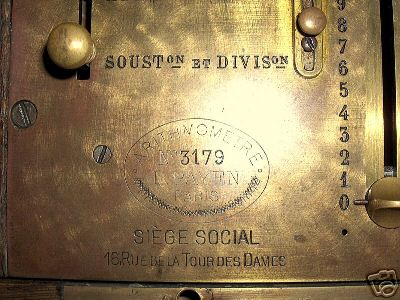 SOUSTON ET DIVISON
9
8
7
6
5
4
3
2
1
0
ARITHMOMETRE
No 3179
L. PAYEN
PARIS
SIÈGE SOCIAL
16 RUE DE LA TOUR DES DAMES